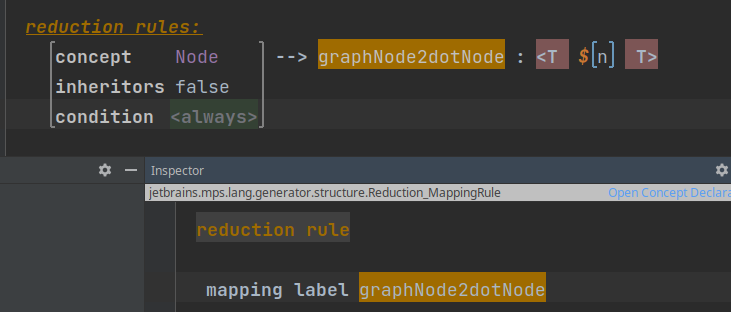 reduction rules:
concept Node --> graphNode2dotNode : <T $[n] T>
inheritors false
condition <always>
Inspector
jetbrains.mps.lang.generator.structure.Reduction_MappingRule Open Concept Declara
reduction rule
mapping label graphNode2dotNode